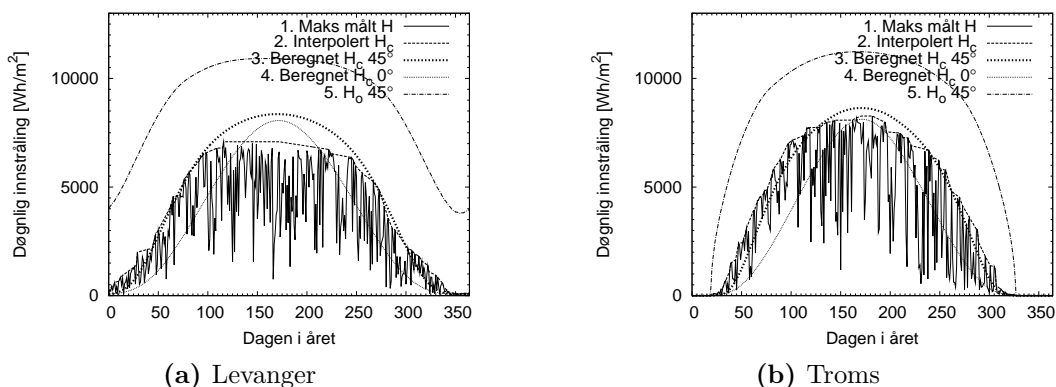 Døgnlig innstråling [Wh/m²]
10000
5000
0
0 50 100 150 200 250 300 350
Dagen i året
1. Maks målt H
2. Interpolert H_c
3. Beregnet H_c 45°
4. Beregnet H_c 0°
5. H_o 45°
(a) Levanger
Døgnlig innstråling [Wh/m²]
10000
5000
0
0 50 100 150 200 250 300 350
Dagen i året
1. Maks målt H
2. Interpolert H_c
3. Beregnet H_c 45°
4. Beregnet H_c 0°
5. H_o 45°
(b) Troms